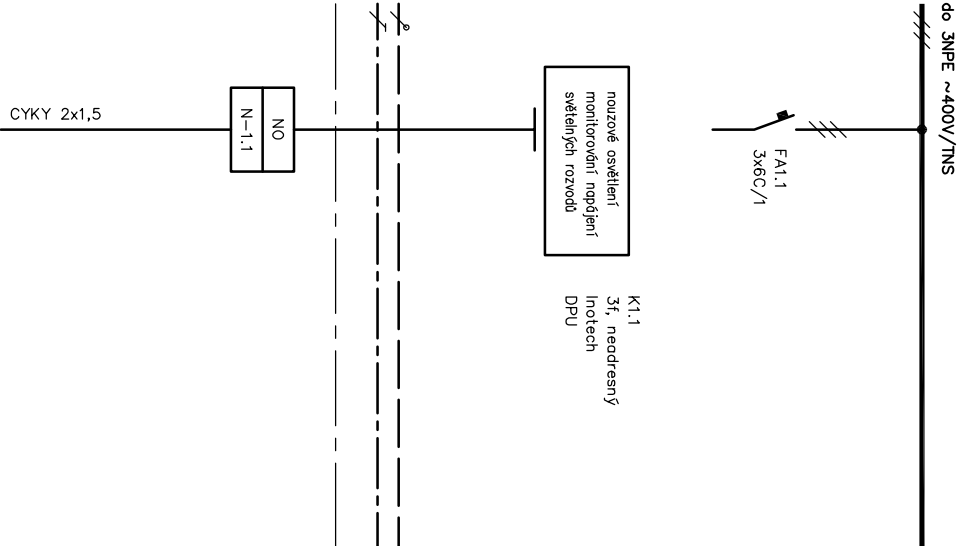 do 3NPE ~400V/TNS
FA1.1
3x6C/1
nouzové osvětlení
monitorování napájení
světelných rozvodů
K1.1
3f, neadresný
Inotech
DPU
NO
N-1.1
CYKY 2x1,5